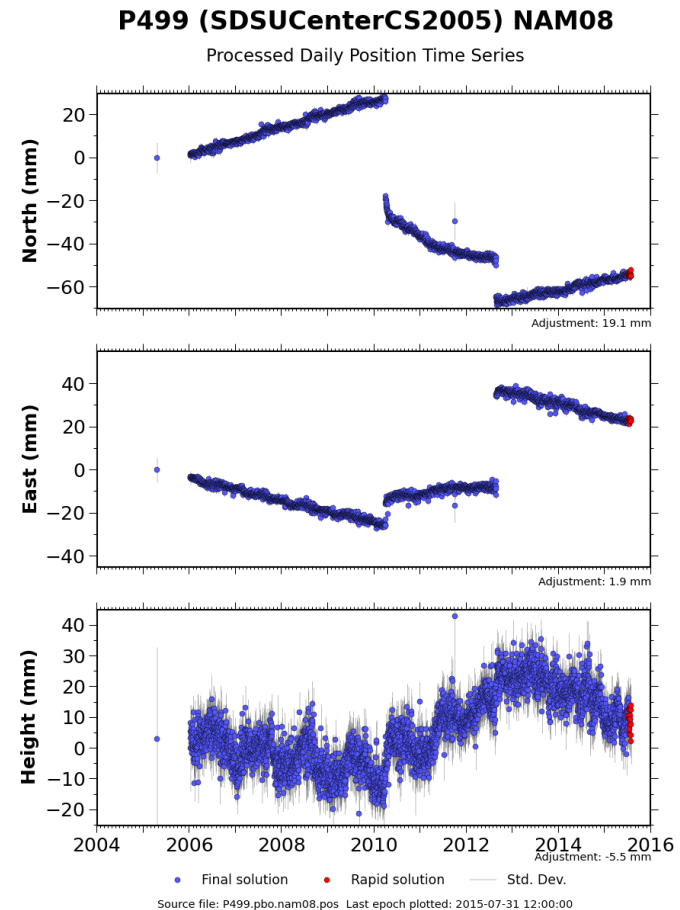 P499 (SDSUCenterCS2005) NAM08
Processed Daily Position Time Series
20
0
−20
−40
−60
North (mm)
Adjustment: 19.1 mm
40
20
0
−20
−40
East (mm)
Adjustment: 1.9 mm
40
30
20
10
0
−10
−20
Height (mm)
2004 2006 2008 2010 2012 2014 2016
Adjustment: -5.5 mm
Final solution Rapid solution Std. Dev.
Source file: P499.pbo.nam08.pos Last epoch plotted: 2015-07-31 12:00:00